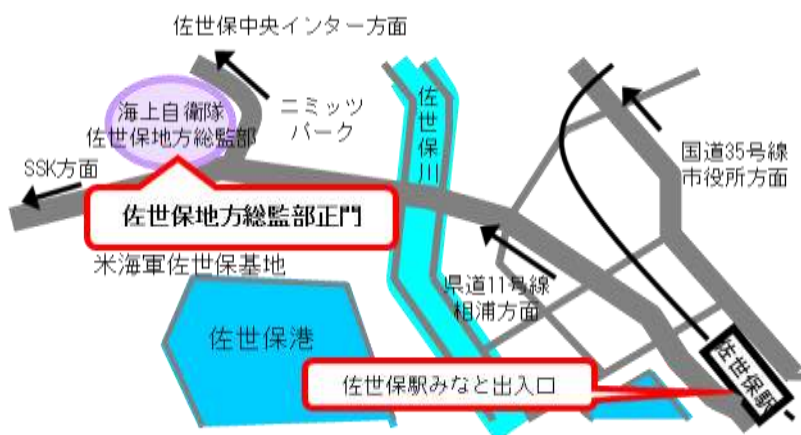 佐世保中央インター方面
海上自衛隊
佐世保地方総監部
ニミッツ
パーク
佐世保川
国道35号線
市役所方面
SSK方面
佐世保地方総監部正門
米海軍佐世保基地
県道11号線
相浦方面
佐世保港
佐世保駅みなと出入口
佐世保駅